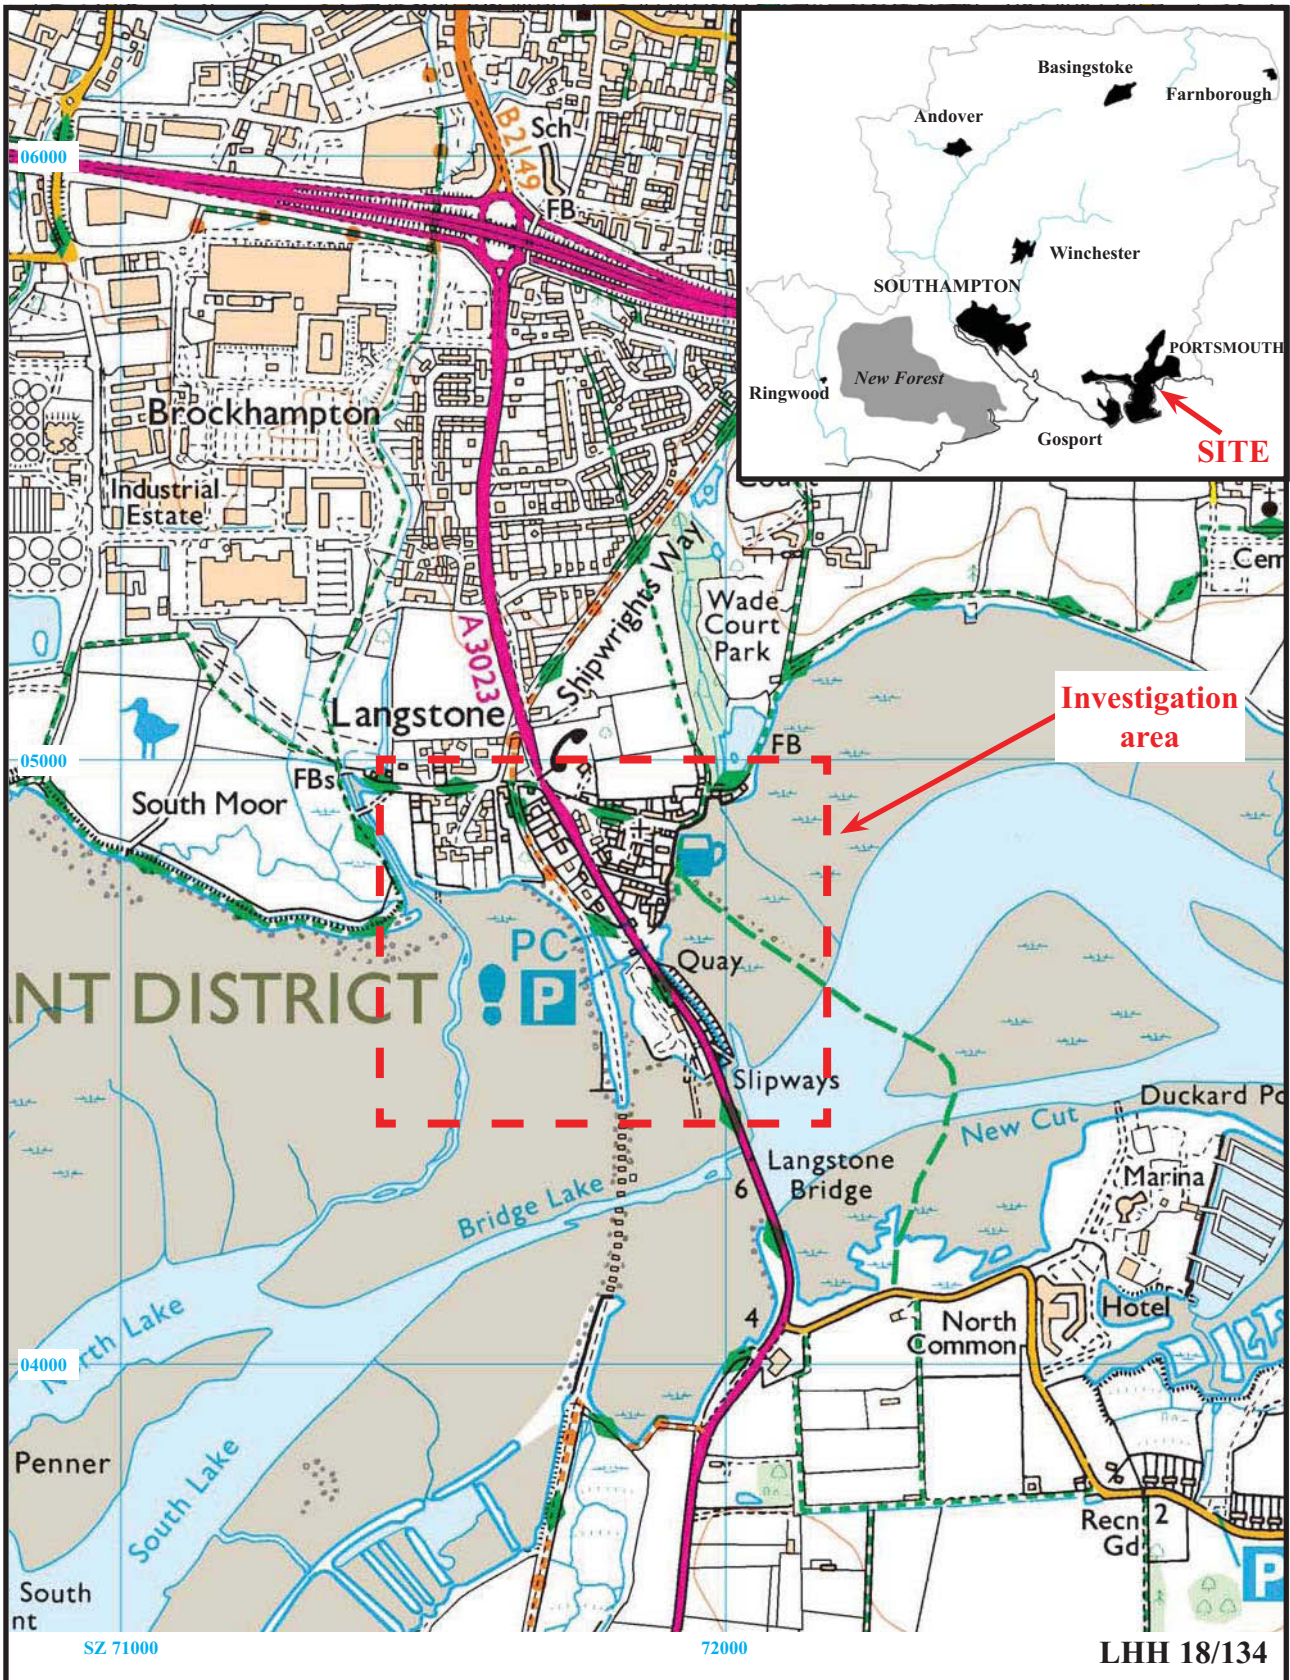 Basingstoke
Farnborough
Andover
Winchester
SOUTHAMPTON
PORTSMOUTH
New Forest
Ringwood
Gosport
SITE
B2149
Sch
FB
06000
Brockhampton
Industrial
Estate
A 3023
Shipwrights Way
Wade
Court
Park
Cem
Langstone
Investigation
area
FB
05000
FBs
South Moor
PC
P
Quay
ANT DISTRICT
Slipways
Duckard Po
New Cut
Langstone
Bridge
6
Marina
Bridge Lake
Hotel
North Lake
4
North
Common
04000
Penner
South Lake
2
Recn
Gd
P
South
nt
SZ 71000
72000
LHH 18/134